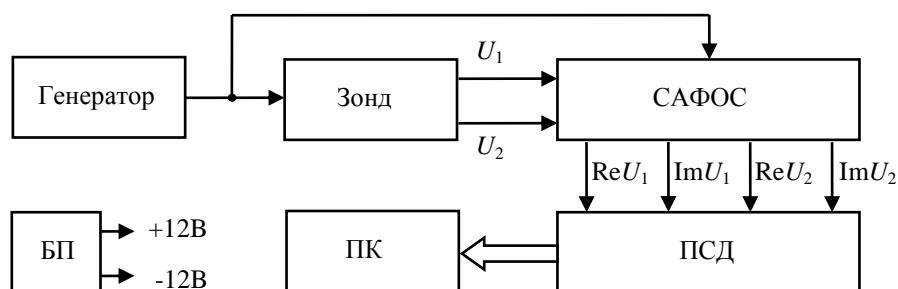 U1
Генератор
Зонд
САФОС
U2
ReU1
ImU1
ReU2
ImU2
БП
+12В
-12В
ПК
ПСД